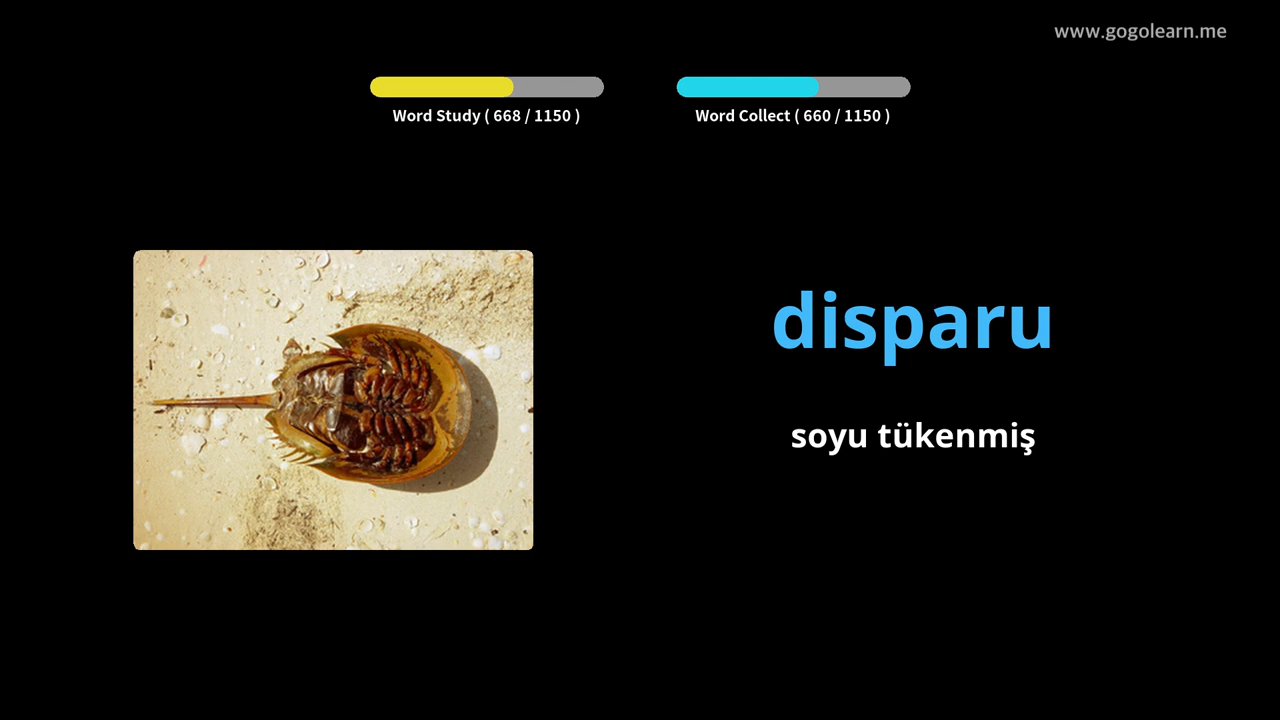 www.gogolearn.me
Word Study ( 668 / 1150 )
Word Collect ( 660 / 1150 )
disparu
soyu tükenmiş